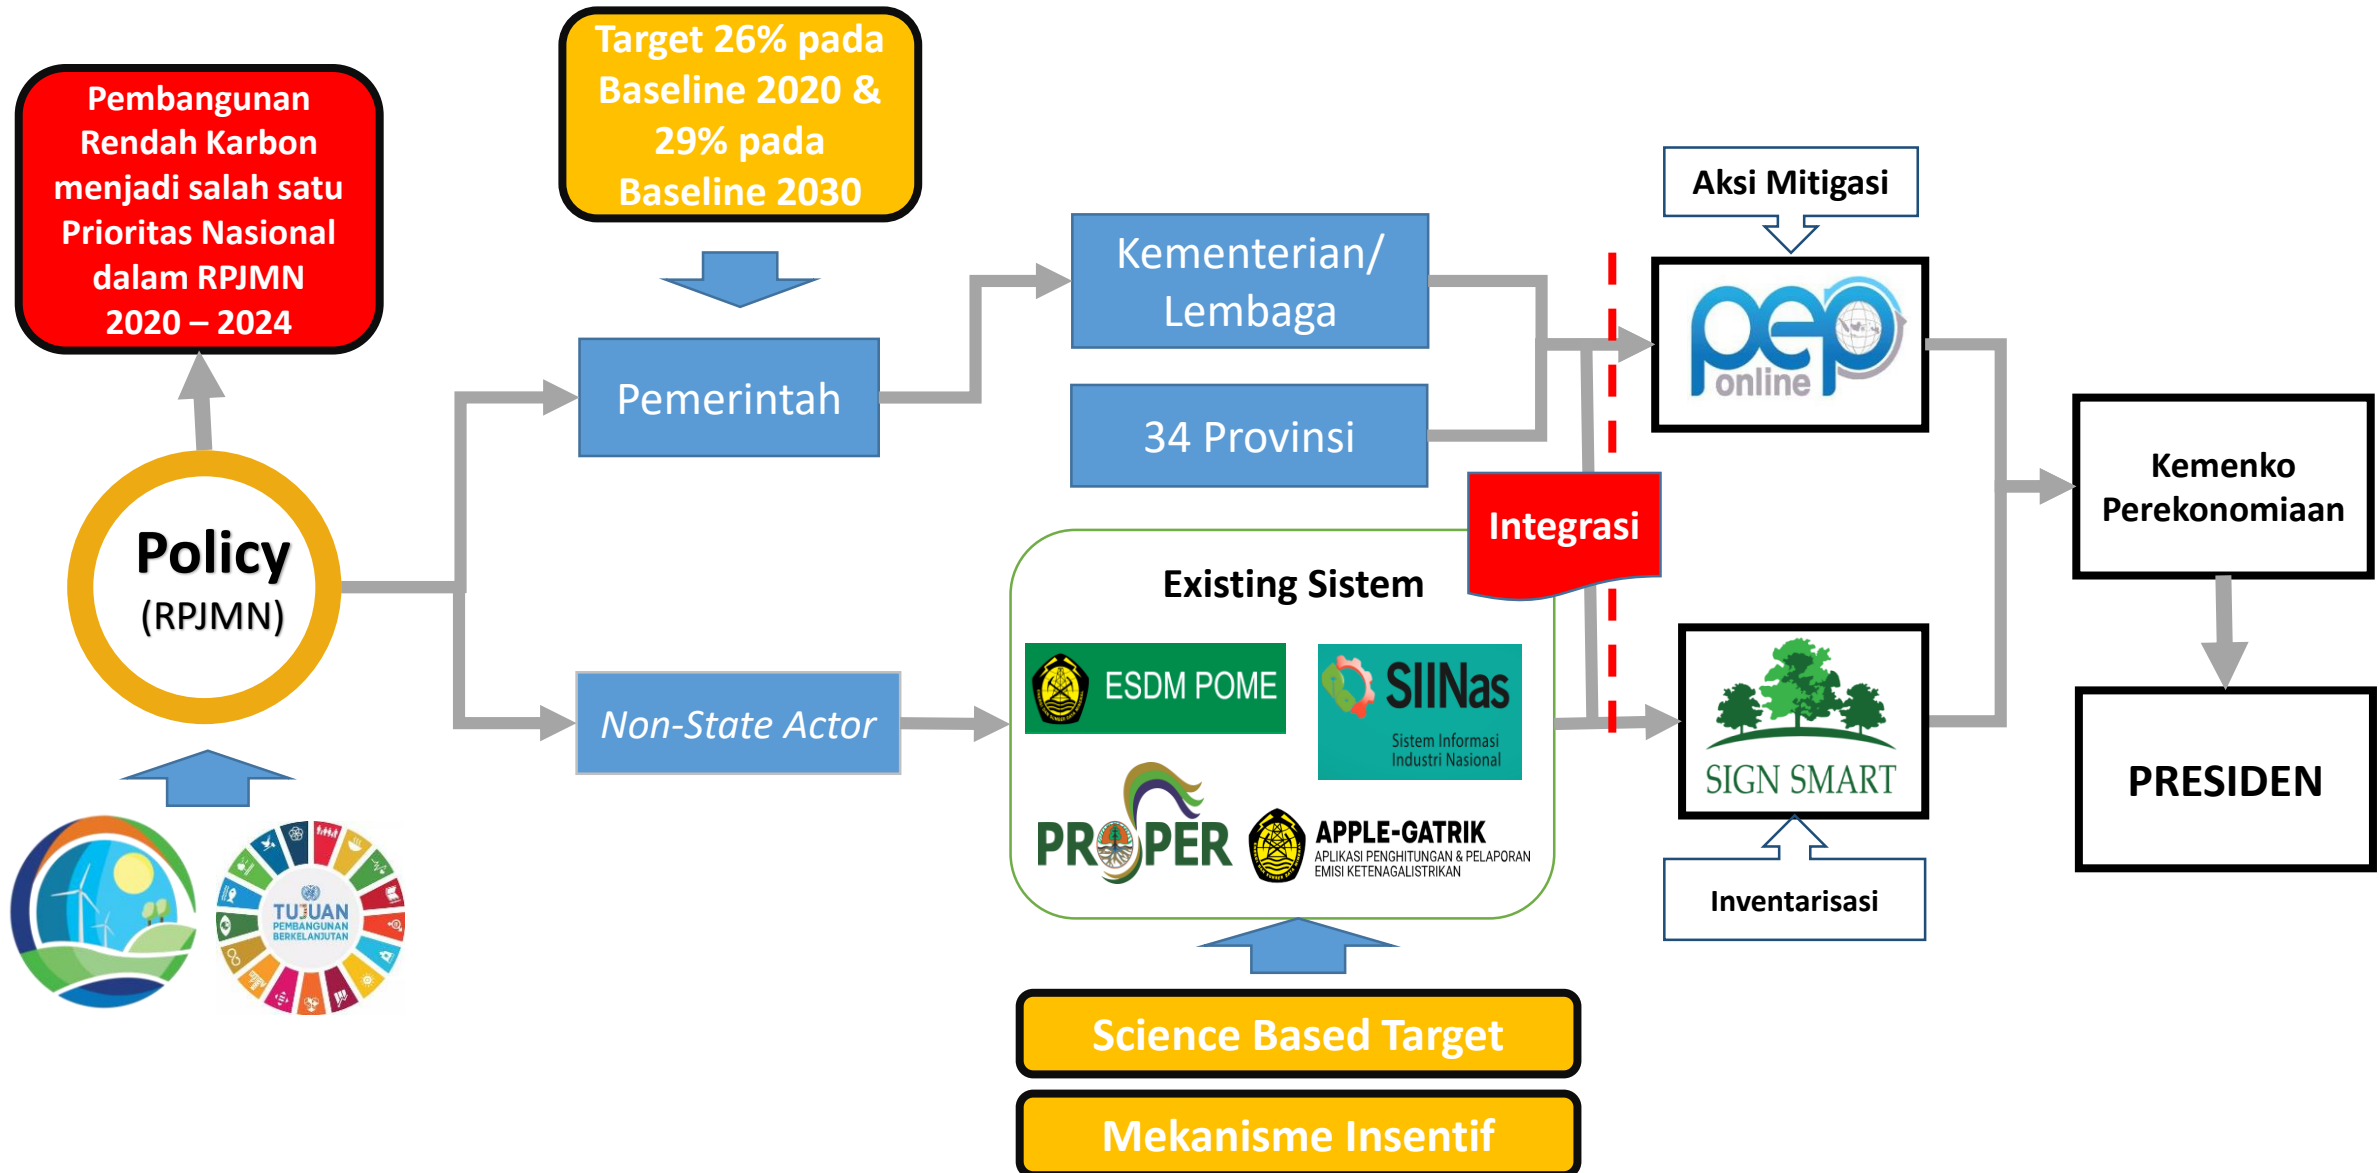 Pembangunan
Rendah Karbon
menjadi salah satu
Prioritas Nasional
dalam RPJMN
2020 – 2024
Target 26% pada
Baseline 2020 &
29% pada
Baseline 2030
Policy
(RPJMN)
TUJUAN
PEMBANGUNAN
BERKELANJUTAN
Pemerintah
Non-State Actor
Kementerian/
Lembaga
34 Provinsi
Integrasi
Existing Sistem
ESDM POME
SIINas
Sistem Informasi
Industri Nasional
PROPER
APPLE-GATRIK
APLIKASI PENGHITUNGAN & PELAPORAN
EMISI KETENAGALISTRIKAN
Science Based Target
Mekanisme Insentif
Aksi Mitigasi
pep
online
SIGN SMART
Inventarisasi
Kemenko
Perekonomiaan
PRESIDEN